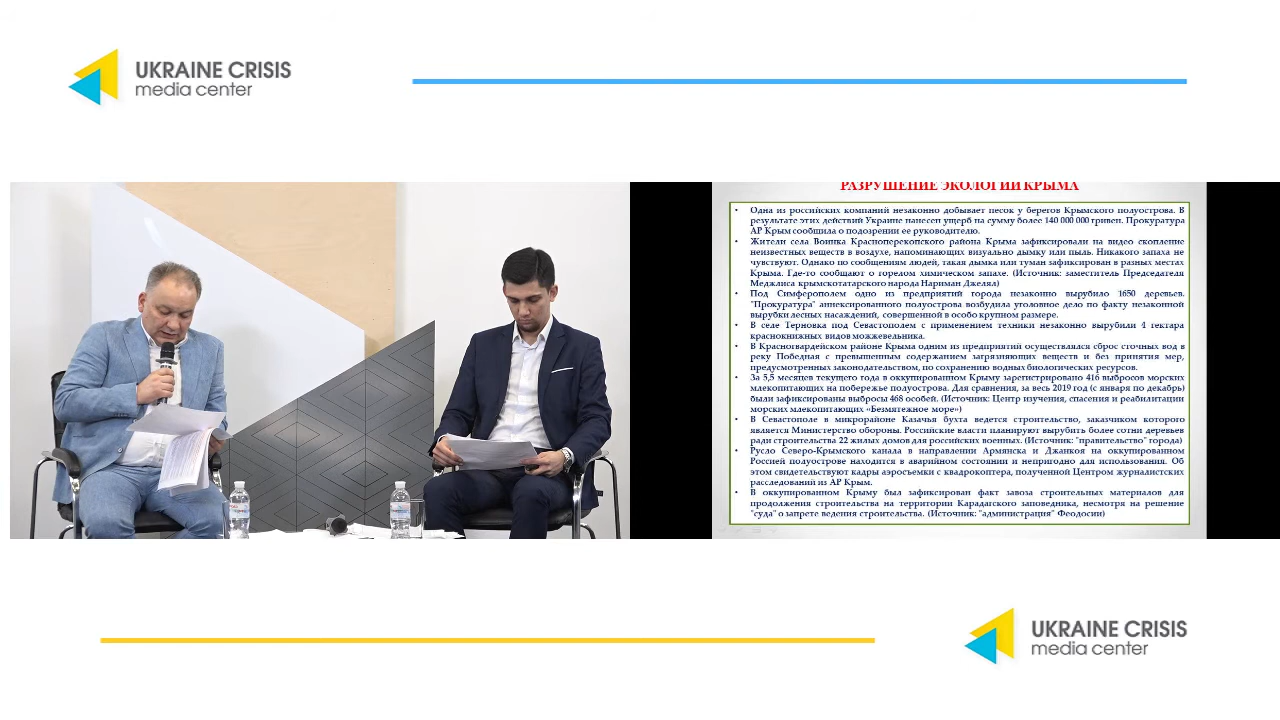 UKRAINE CRISIS
media center
РАЗРУШЕНИЕ ЭКОЛОГИИ КРЫМА
• Одна из российских компаний незаконно добывает песок у берегов Крымского полуострова. В
результате этих действий Украине нанесен ущерб на сумму более 140 000 000 гривен. Прокуратура
АР Крым сообщила о подозрении ее руководителю.
• Жители села Воинка Красноперекопского района Крыма зафиксировали на видео скопление
неизвестных веществ в воздухе, напоминающих визуально дымку или пыль. Никакого запаха не
чувствуют. Однако по сообщениям людей, такая дымка или туман зафиксирован в разных местах
Крыма. Где-то сообщают о горелом химическом запахе. (Источник: заместитель Председателя
Меджлиса крымскотатарского народа Нариман Джелял)
• Под Симферополем одно из предприятий города незаконно вырубило 1650 деревьев.
"Прокуратура" аннексированного полуострова возбудила уголовное дело по факту незаконной
вырубки лесных насаждений, совершенной в особо крупном размере.
• В селе Терновка под Севастополем с применением техники незаконно вырубили 4 гектара
краснокнижных видов можжевельника.
• В Красногвардейском районе Крыма одним из предприятий осуществлялся сброс сточных вод в
реку Победная с превышенным содержанием загрязняющих веществ и без принятия мер,
предусмотренных законодательством, по сохранению водных биологических ресурсов.
• За 5,5 месяцев текущего года в оккупированном Крыму зарегистрировано 416 выбросов морских
млекопитающих на побережье полуострова. Для сравнения, за весь 2019 год (с января по декабрь)
были зафиксированы выбросы 468 особей. (Источник: Центр изучения, спасения и реабилитации
морских млекопитающих «Безмятежное море»)
• В Севастополе в микрорайоне Казачья бухта ведется строительство, заказчиком которого
является Министерство обороны. Российские власти планируют вырубить более сотни деревьев
ради строительства 22 жилых домов для российских военных. (Источник: "правительство" города)
• Русло Северо-Крымского канала в направлении Армянска и Джанкоя на оккупированном
Россией полуострове находится в аварийном состоянии и непригодно для использования. Об
этом свидетельствуют кадры аэросъемки с квадрокоптера, полученной Центром журналистских
расследований из АР Крым.
• В оккупированном Крыму был зафиксирован факт завоза строительных материалов для
продолжения строительства на территории Карадагского заповедника, несмотря на решение
"суда" о запрете ведения строительства. (Источник: "администрация" Феодосии)
UKRAINE CRISIS
media center